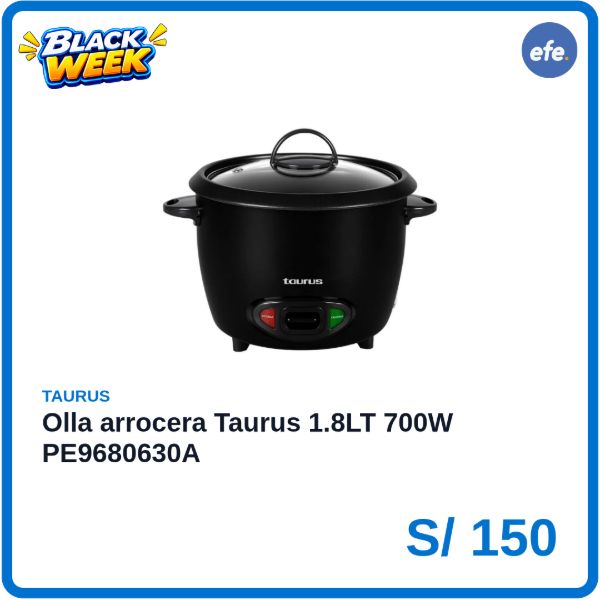 BLACK
WEEK
efe.
taurus
TAURUS
Olla arrocera Taurus 1.8LT 700W
PE9680630A
S/ 150